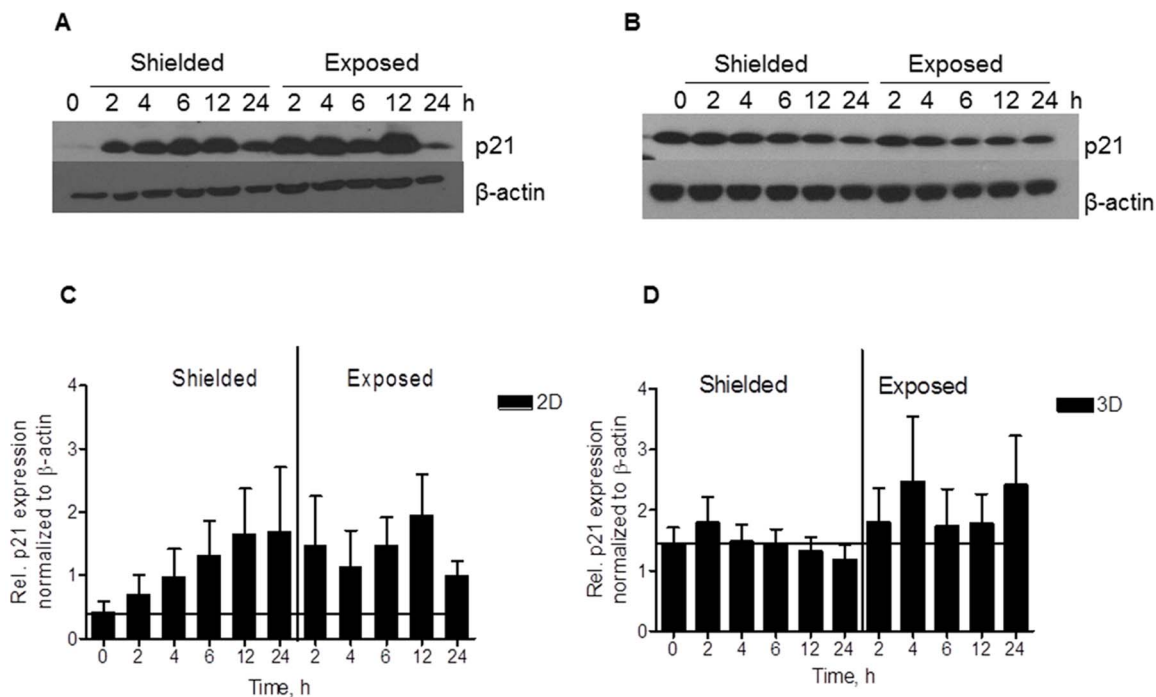 A
Shielded Exposed
0 2 4 6 12 24 2 4 6 12 24 h
p21
β-actin
B
Shielded Exposed
0 2 4 6 12 24 2 4 6 12 24 h
p21
β-actin
C
Shielded Exposed
2D
Rel. p21 expression
normalized to β-actin
4
3
2
1
0
0 2 4 6 12 24 2 4 6 12 24
Time, h
D
Shielded Exposed
3D
Rel. p21 expression
normalized to β-actin
4
3
2
1
0
0 2 4 6 12 24 2 4 6 12 24
Time, h